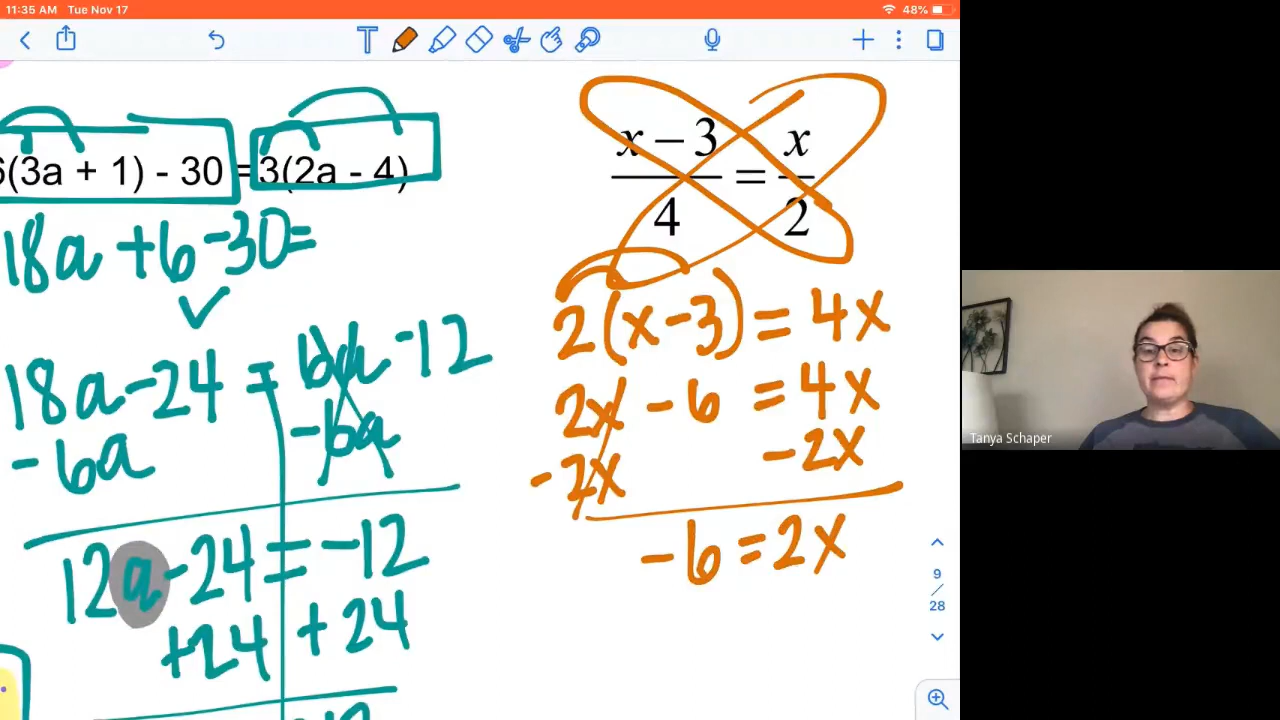 11:35 AM Tue Nov 17
48%
T
6(3a + 1) - 30 = 3(2a - 4)
18a + 6 - 30 =
18a - 24 = 6a - 12
- 6a - 6a
12a - 24 = -12
+24 + 24
x - 3 = x
4 2
2(x - 3) = 4x
2x - 6 = 4x
- 2x - 2x
-6 = 2x
9
/
28
Tanya Schaper